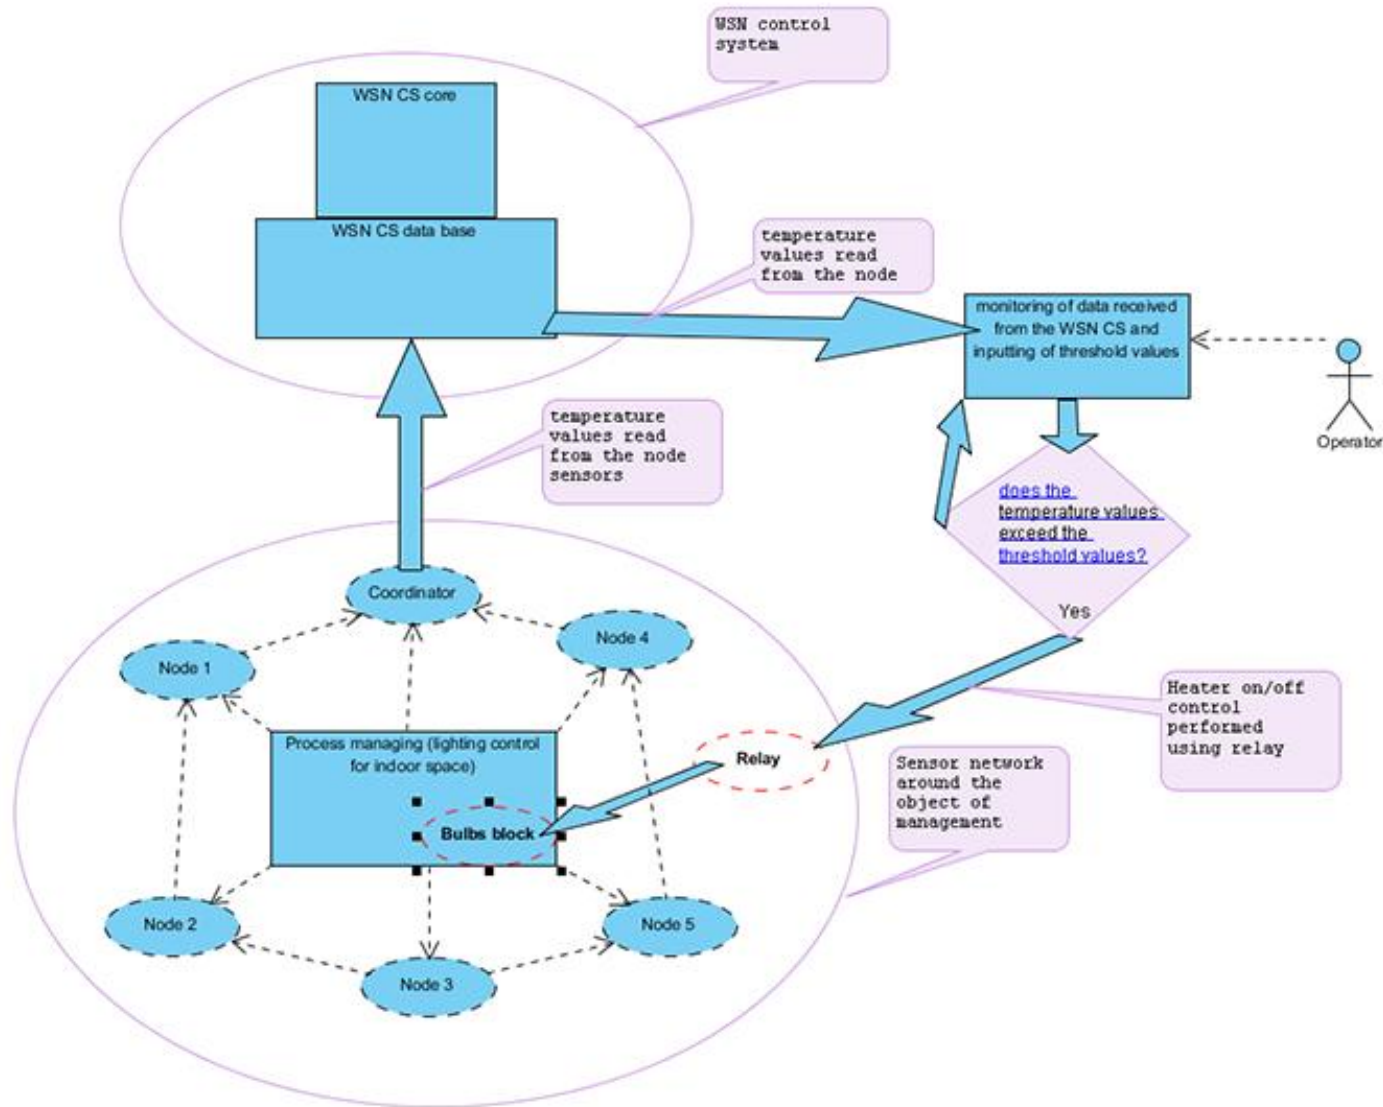 WSN control
system
WSN CS core
WSN CS data base
temperature
values read
from the node
monitoring of data received
from the WSN CS and
inputting of threshold values
Operator
temperature
values read
from the node
sensors
does the
temperature values
exceed the
threshold values?
Yes
Coordinator
Node 4
Node 1
Heater on/off
control
performed
using relay
Process managing (lighting control
for indoor space)
Relay
Sensor network
around the
object of
management
Bulbs block
Node 2
Node 5
Node 3